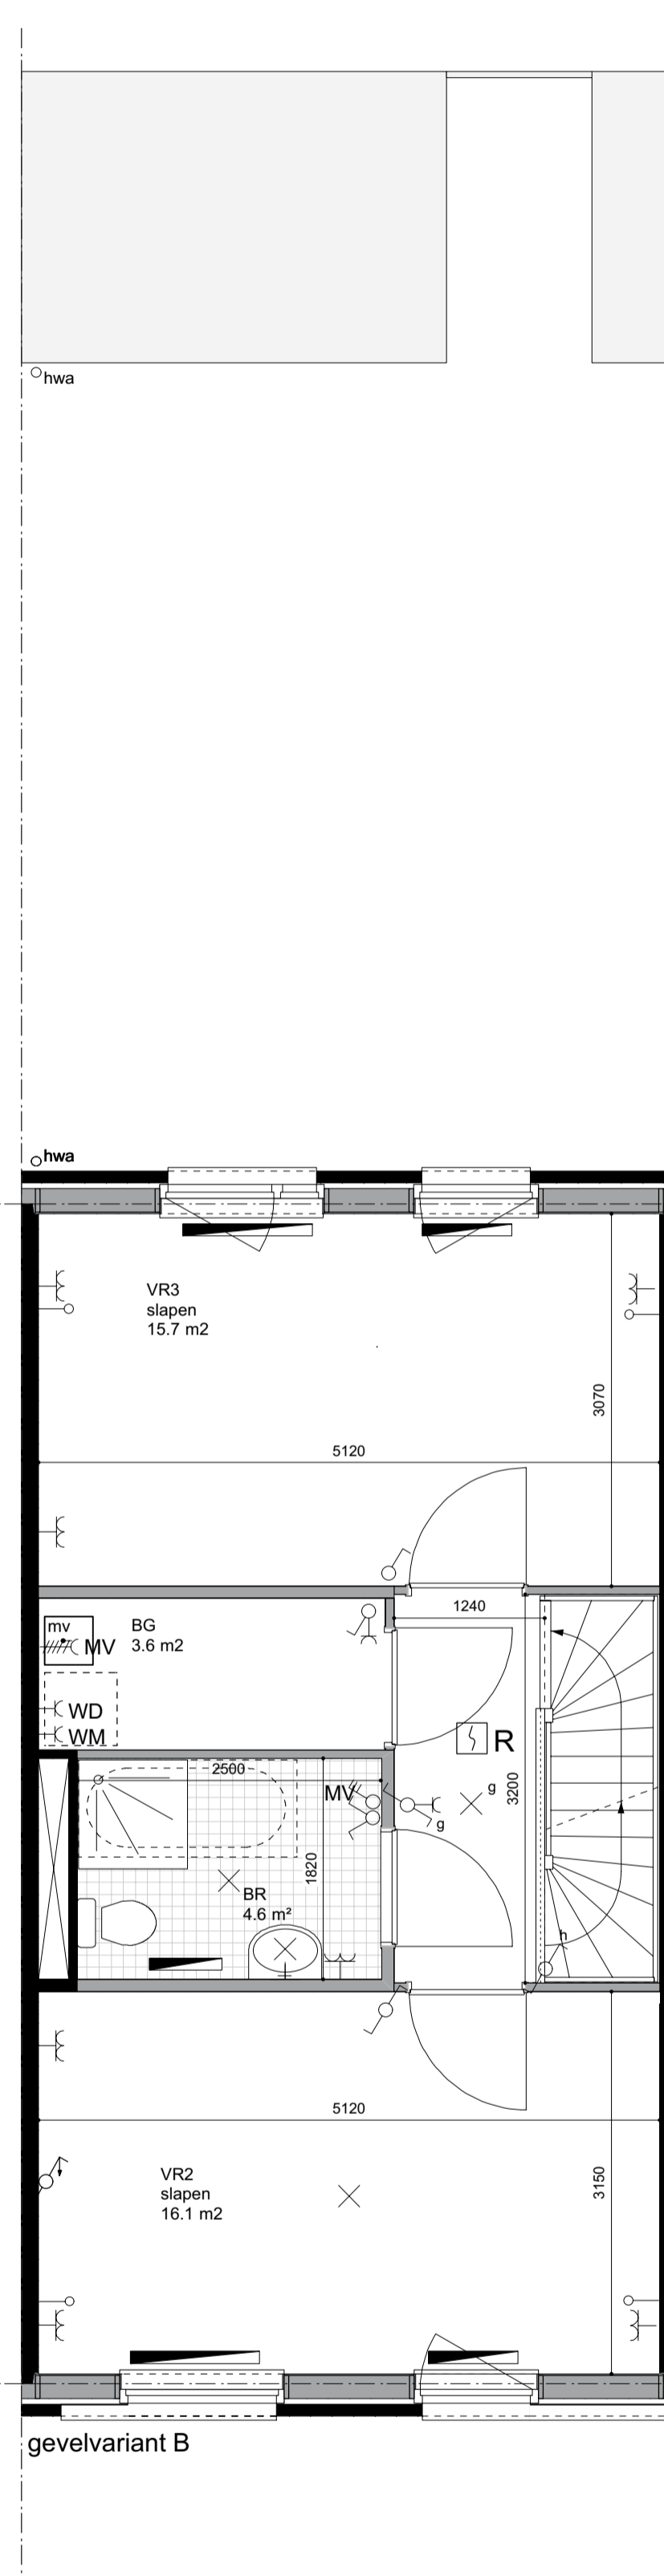 hwa
hwa
VR3
slapen
15.7 m2
3070
5120
mv
MV
BG
3.6 m2
1240
WD
WM
R
2500
MV
g
g
3200
1820
BR
4.6 m²
h
5120
VR2
slapen
16.1 m2
3150
gevelvariant B